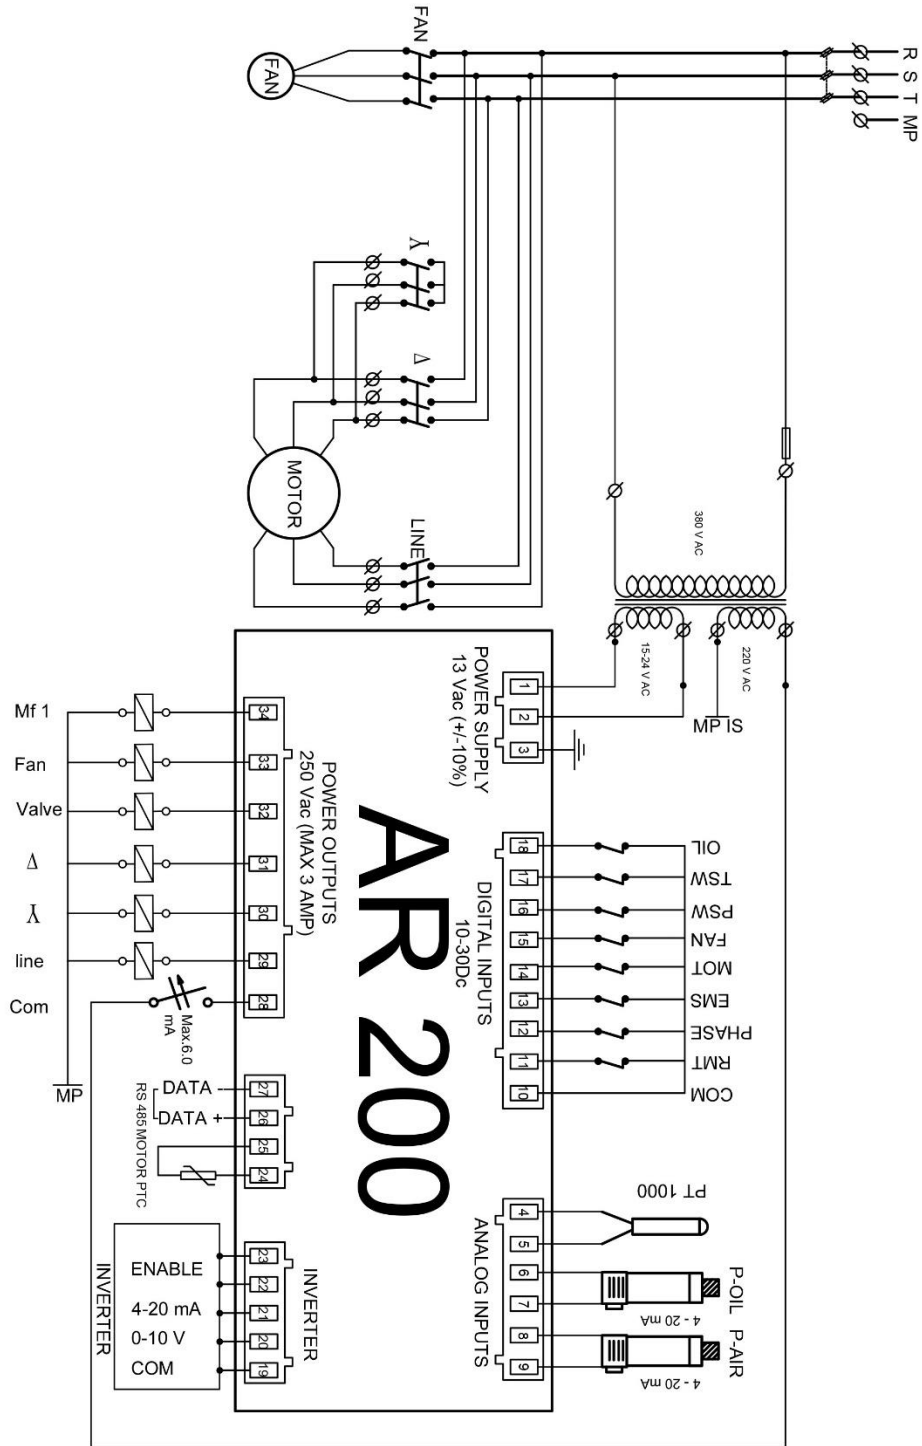 R
S
T
MP
FAN
FAN
Δ
MOTOR
LINE
380 V AC
15-24 V AC
220 V AC
MP IS
POWER SUPPLY
13 Vac (+/-10%)
1
2
3
POWER OUTPUTS
250 Vac (MAX 3 AMP)
34
33
32
31
30
29
28
Mf 1
Fan
Valve
Δ
line
Com
Max.6.0
mA
MP
AR 200
DIGITAL INPUTS
10-30Dc
18
17
16
15
14
13
12
11
10
OIL
TSW
PSW
FAN
MOT
EMS
PHASE
RMT
COM
DATA -
DATA +
RS 485 MOTOR PTC
27
26
25
24
ANALOG INPUTS
4
5
6
7
8
9
PT 1000
P-OIL
4 - 20 mA
P-AIR
4 - 20 mA
INVERTER
23
22
21
20
19
ENABLE
4-20 mA
0-10 V
COM
INVERTER